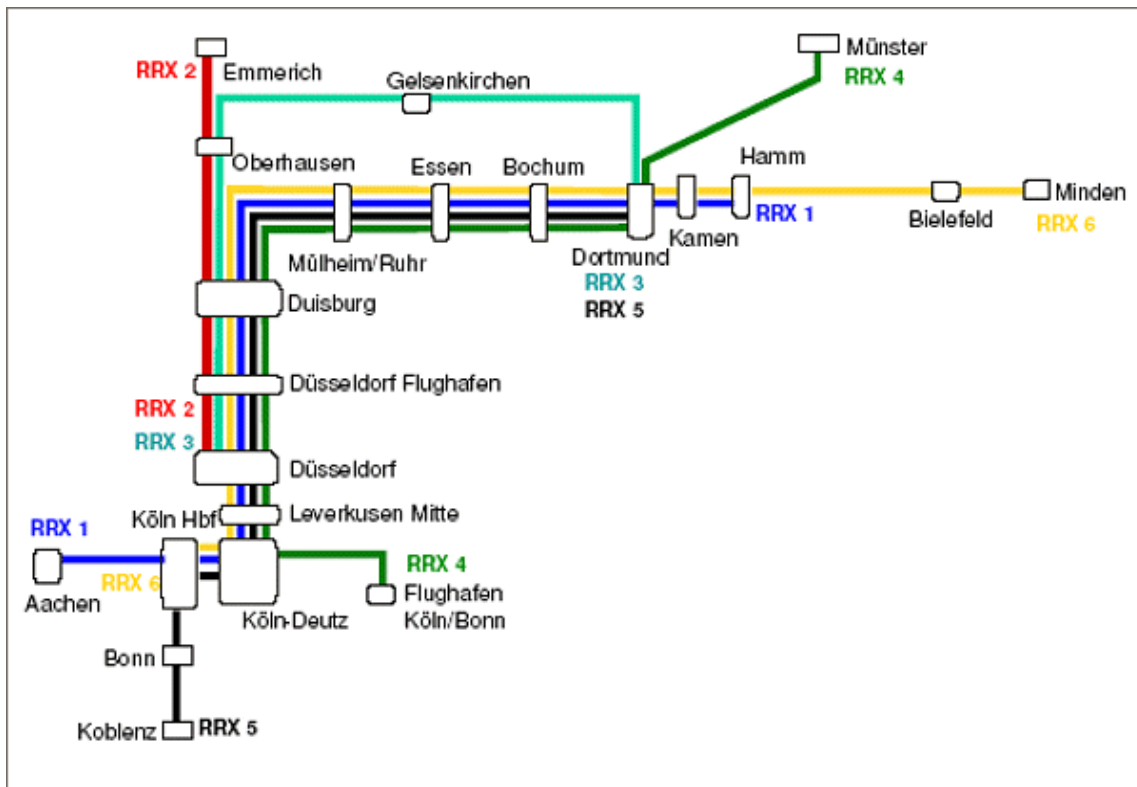 Münster
RRX 2
Emmerich
RRX 4
Gelsenkirchen
Oberhausen
Essen
Bochum
Hamm
Minden
RRX 1
Bielefeld
RRX 6
Kamen
Mülheim/Ruhr
Dortmund
RRX 3
RRX 5
Duisburg
Düsseldorf Flughafen
RRX 2
RRX 3
Düsseldorf
Leverkusen Mitte
Köln Hbf
RRX 1
RRX 4
RRX 6
Aachen
Flughafen
Köln/Bonn
Köln-Deutz
Bonn
Koblenz
RRX 5